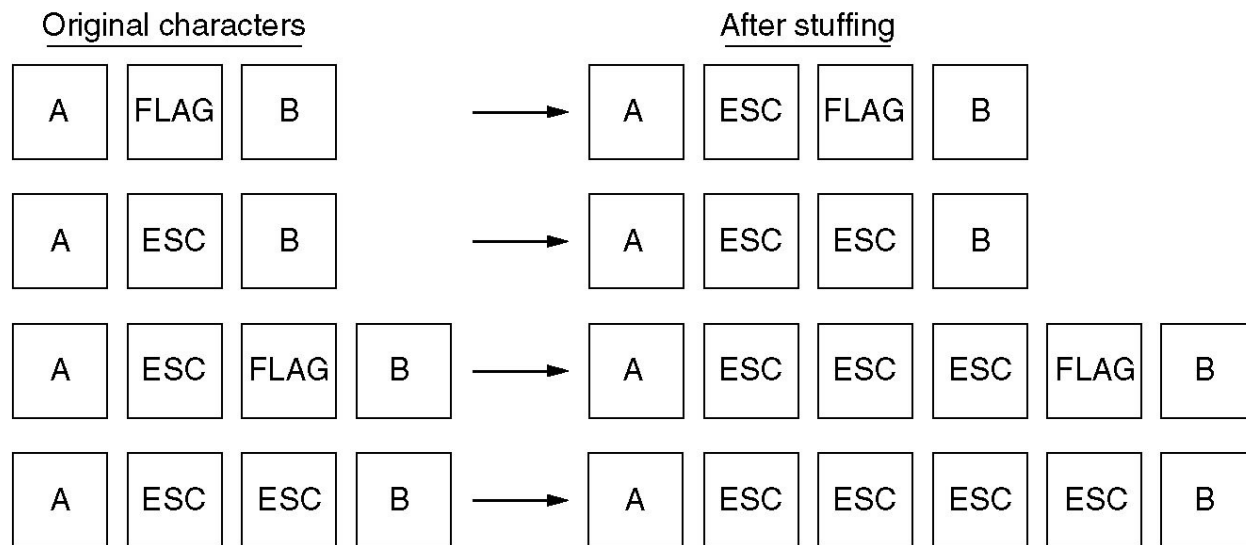 Original characters After stuffing
A FLAG B A ESC FLAG B
A ESC B A ESC ESC B
A ESC FLAG B A ESC ESC ESC FLAG B
A ESC ESC B A ESC ESC ESC ESC B